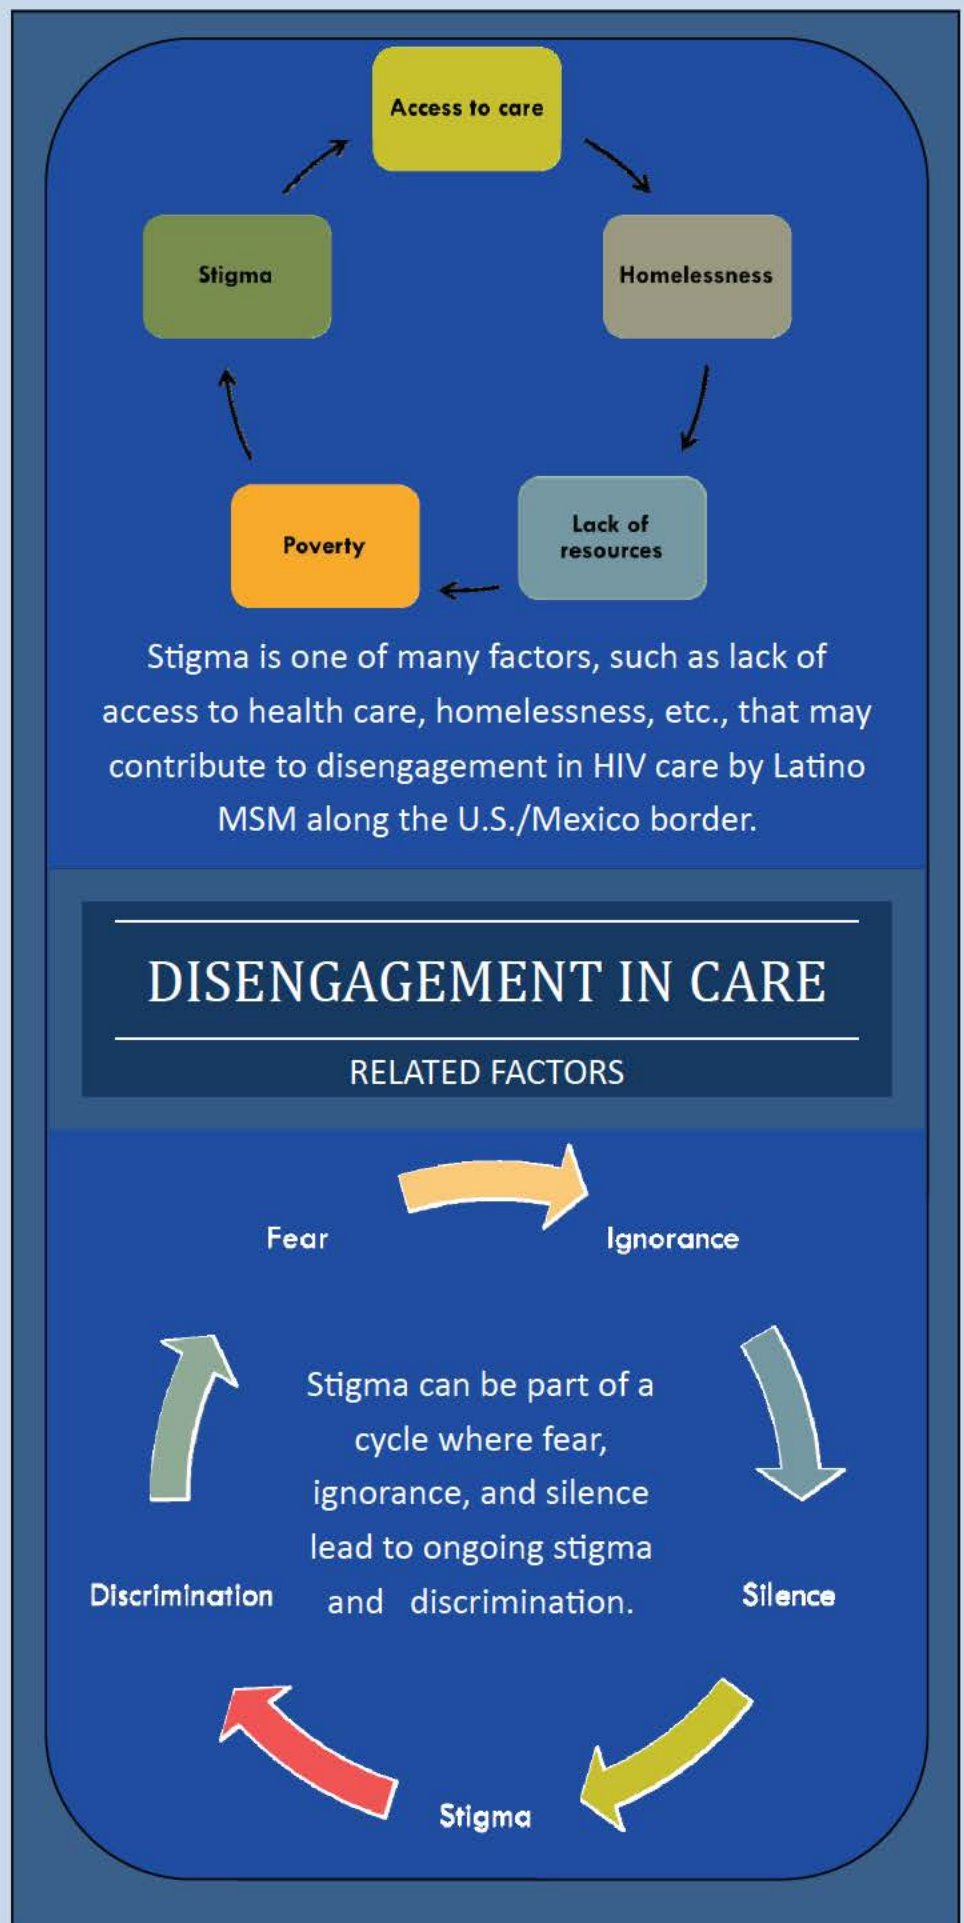 Access to care
Stigma
Homelessness
Poverty
Lack of
resources
Stigma is one of many factors, such as lack of
access to health care, homelessness, etc., that may
contribute to disengagement in HIV care by Latino
MSM along the U.S./Mexico border.
DISENGAGEMENT IN CARE
RELATED FACTORS
Fear
Ignorance
Stigma can be part of a
cycle where fear,
ignorance, and silence
lead to ongoing stigma
and discrimination.
Discrimination
Silence
Stigma